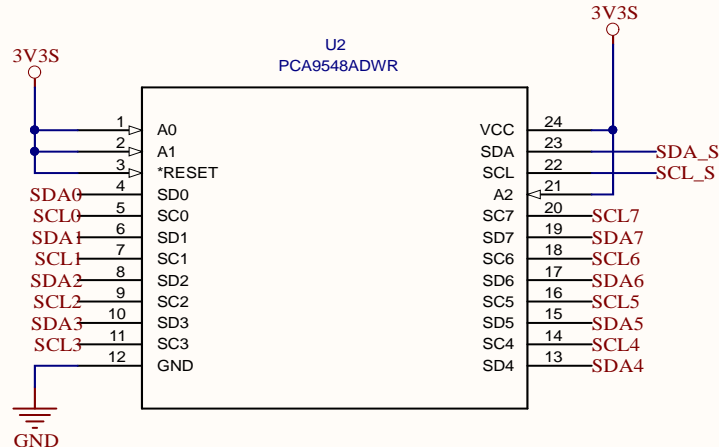 3V3S
U2
PCA9548ADWR
3V3S
1 A0 VCC 24
2 A1 SDA 23 SDA_S
3 *RESET SCL 22 SCL_S
SDA0 4 SD0 A2 21
SCL0 5 SC0 SC7 20 SCL7
SDA1 6 SD1 SD7 19 SDA7
SCL1 7 SC1 SC6 18 SCL6
SDA2 8 SD2 SD6 17 SDA6
SCL2 9 SC2 SC5 16 SCL5
SDA3 10 SD3 SD5 15 SDA5
SCL3 11 SC3 SC4 14 SCL4
12 GND SD4 13 SDA4
GND